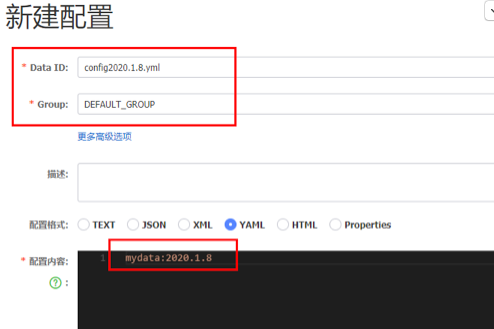 新建配置
* Data ID: config2020.1.8.yml
* Group: DEFAULT_GROUP
更多高级选项
描述:
配置格式: TEXT JSON XML YAML HTML Properties
* 配置内容: 1 mydata:2020.1.8
? :